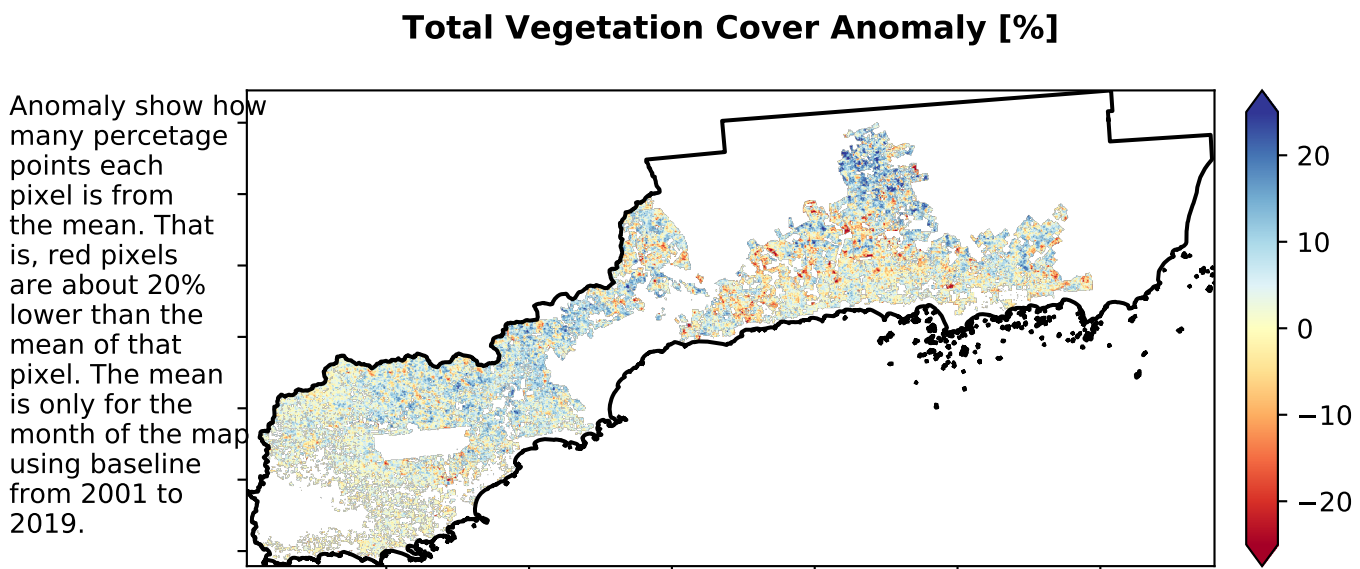 Total Vegetation Cover Anomaly [%]
Anomaly show how
many percetage
points each
pixel is from
the mean. That
is, red pixels
are about 20%
lower than the
mean of that
pixel. The mean
is only for the
month of the map
using baseline
from 2001 to
2019.
20
10
0
−10
−20